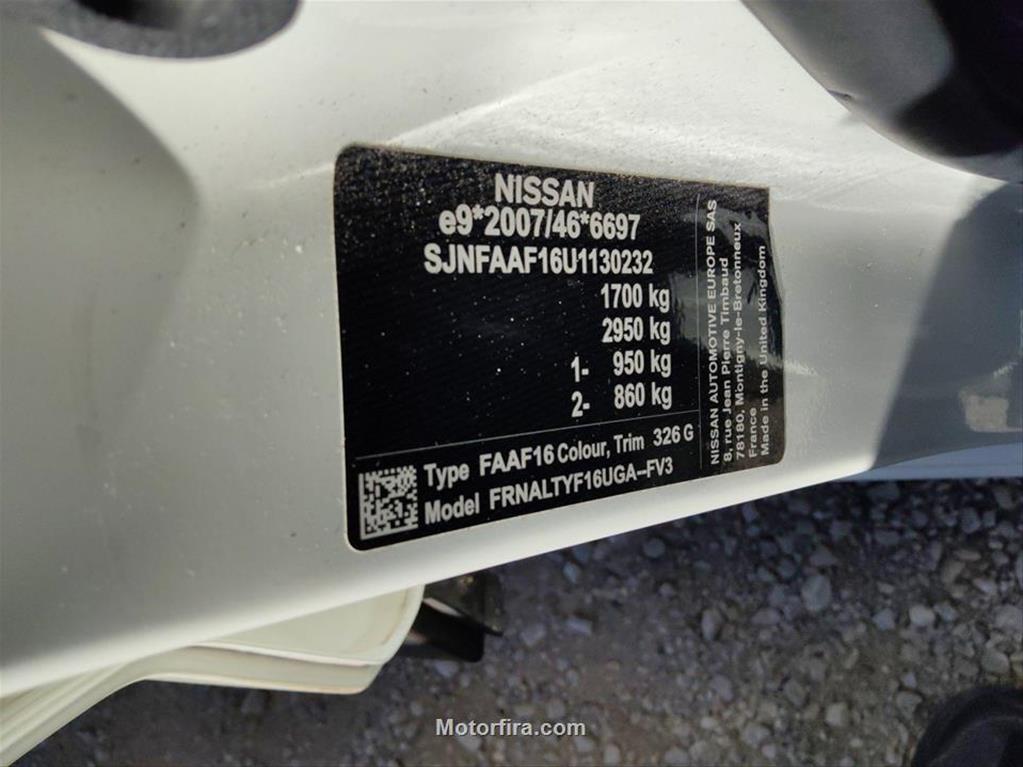 NISSAN
e9*2007/46*6697
SJNFAAF16U1130232
1700 kg
2950 kg
1- 950 kg
2- 860 kg
Type FAAF16 Colour, Trim 326 G
Model FRNALTYF16UGA--FV3
NISSAN AUTOMOTIVE EUROPE SAS
8, rue Jean Pierre Timbaud
78180, Montigny-le-Bretonneux
France
Made in the United Kingdom
Motorfira.com